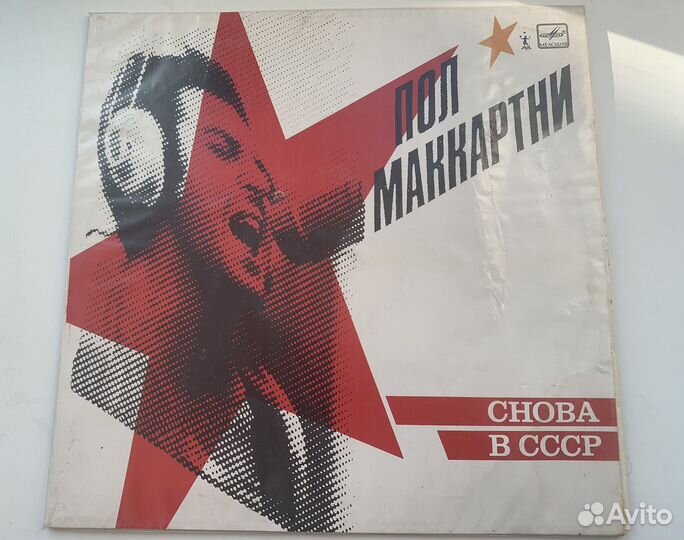 МЕЛОДИЯ
ПОЛ
МАККАРТНИ
СНОВА
В СССР
Avito